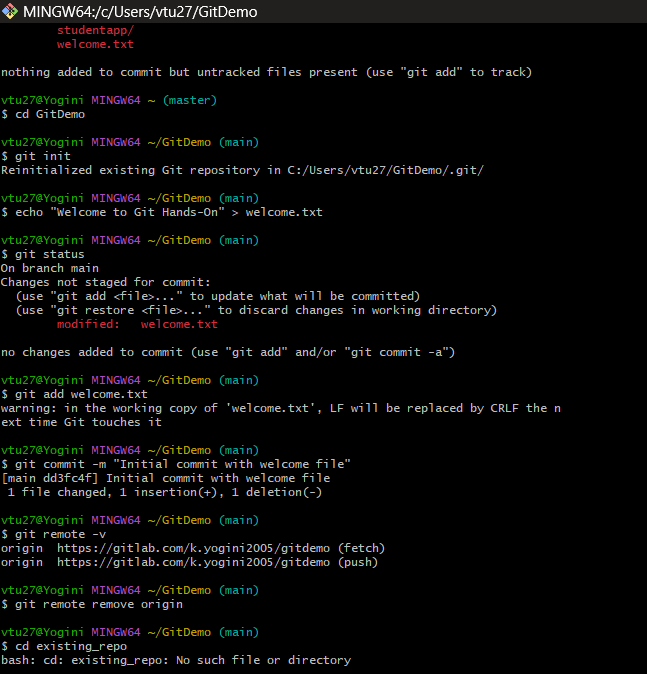 MINGW64:/c/Users/vtu27/GitDemo
studentapp/
welcome.txt
nothing added to commit but untracked files present (use "git add" to track)
vtu27@Yogini MINGW64 ~ (master)
$ cd GitDemo
vtu27@Yogini MINGW64 ~/GitDemo (main)
$ git init
Reinitialized existing Git repository in C:/Users/vtu27/GitDemo/.git/
vtu27@Yogini MINGW64 ~/GitDemo (main)
$ echo "Welcome to Git Hands-On" > welcome.txt
vtu27@Yogini MINGW64 ~/GitDemo (main)
$ git status
On branch main
Changes not staged for commit:
  (use "git add <file>..." to update what will be committed)
  (use "git restore <file>..." to discard changes in working directory)
        modified:   welcome.txt
no changes added to commit (use "git add" and/or "git commit -a")
vtu27@Yogini MINGW64 ~/GitDemo (main)
$ git add welcome.txt
warning: in the working copy of 'welcome.txt', LF will be replaced by CRLF the n
ext time Git touches it
vtu27@Yogini MINGW64 ~/GitDemo (main)
$ git commit -m "Initial commit with welcome file"
[main dd3fc4f] Initial commit with welcome file
 1 file changed, 1 insertion(+), 1 deletion(-)
vtu27@Yogini MINGW64 ~/GitDemo (main)
$ git remote -v
origin  https://gitlab.com/k.yogini2005/gitdemo (fetch)
origin  https://gitlab.com/k.yogini2005/gitdemo (push)
vtu27@Yogini MINGW64 ~/GitDemo (main)
$ git remote remove origin
vtu27@Yogini MINGW64 ~/GitDemo (main)
$ cd existing_repo
bash: cd: existing_repo: No such file or directory